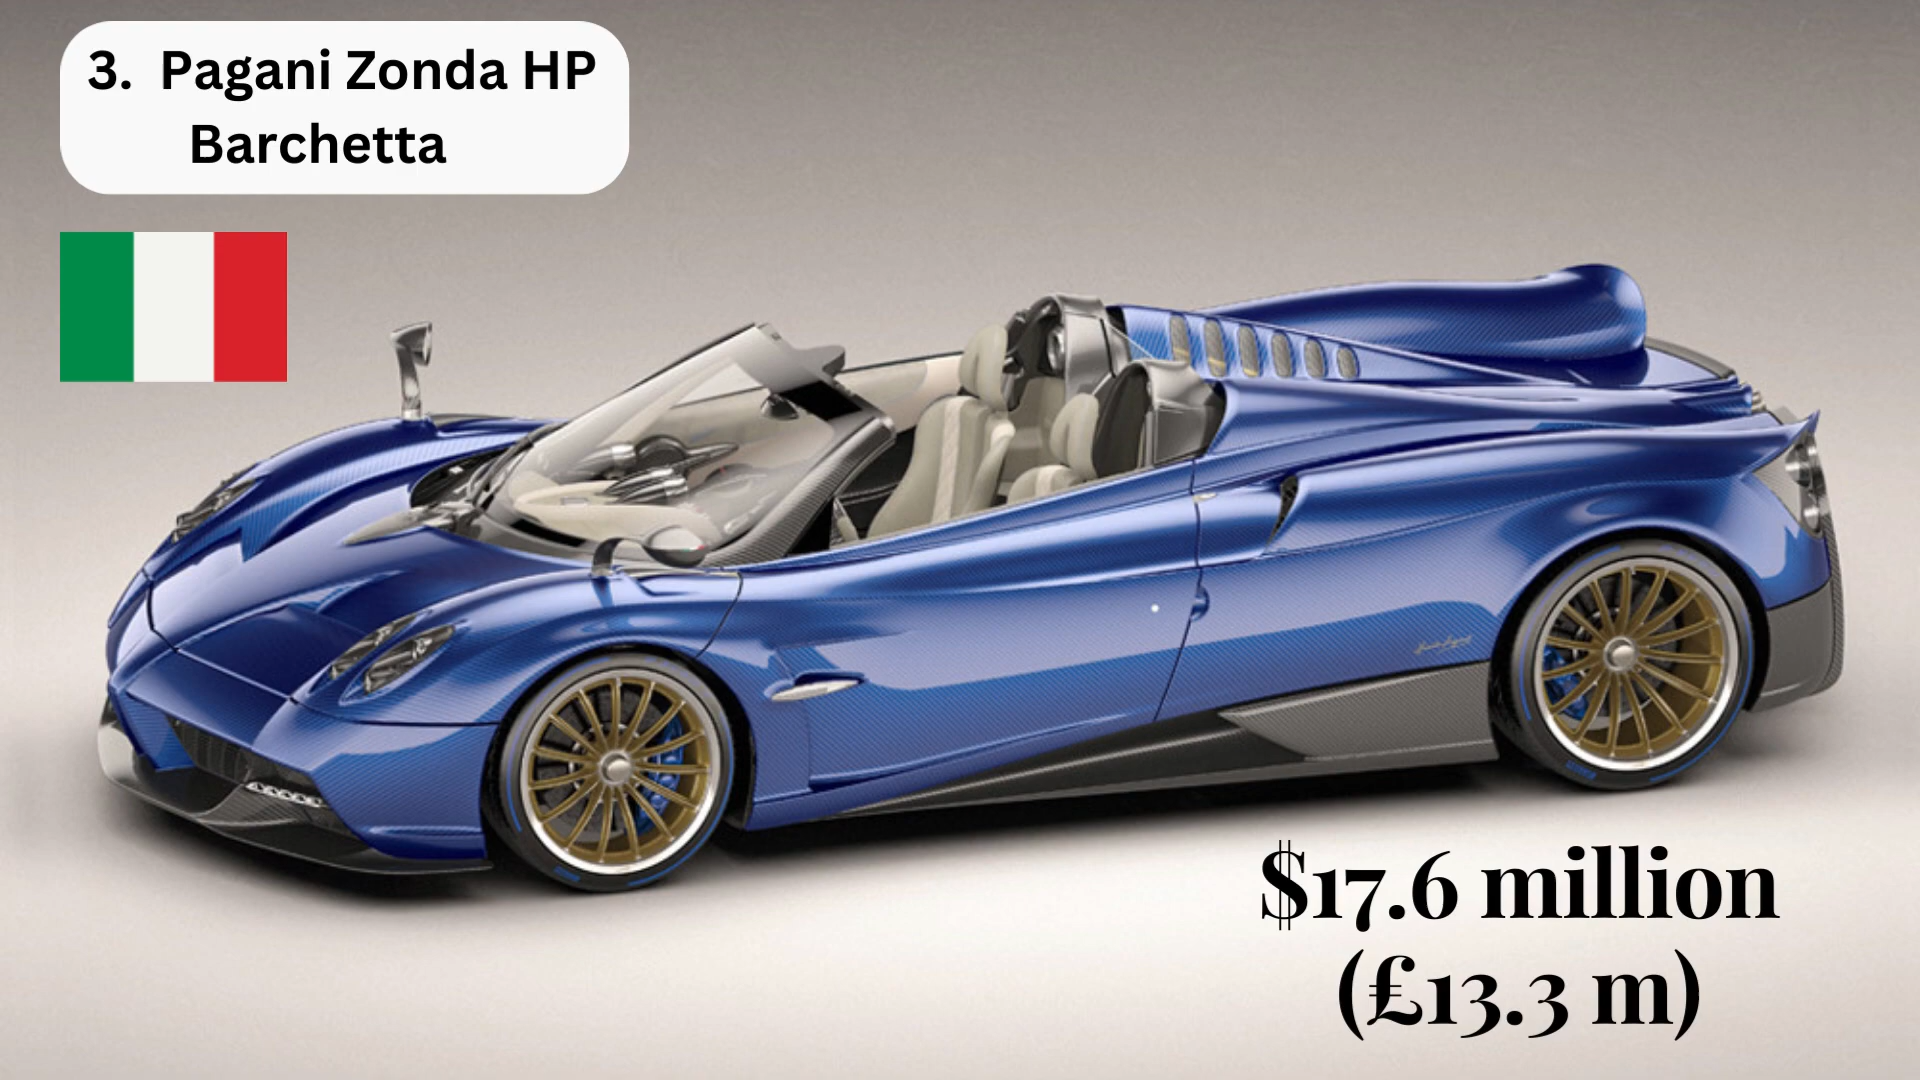 3. Pagani Zonda HP
Barchetta
$17.6 million
(£13.3 m)